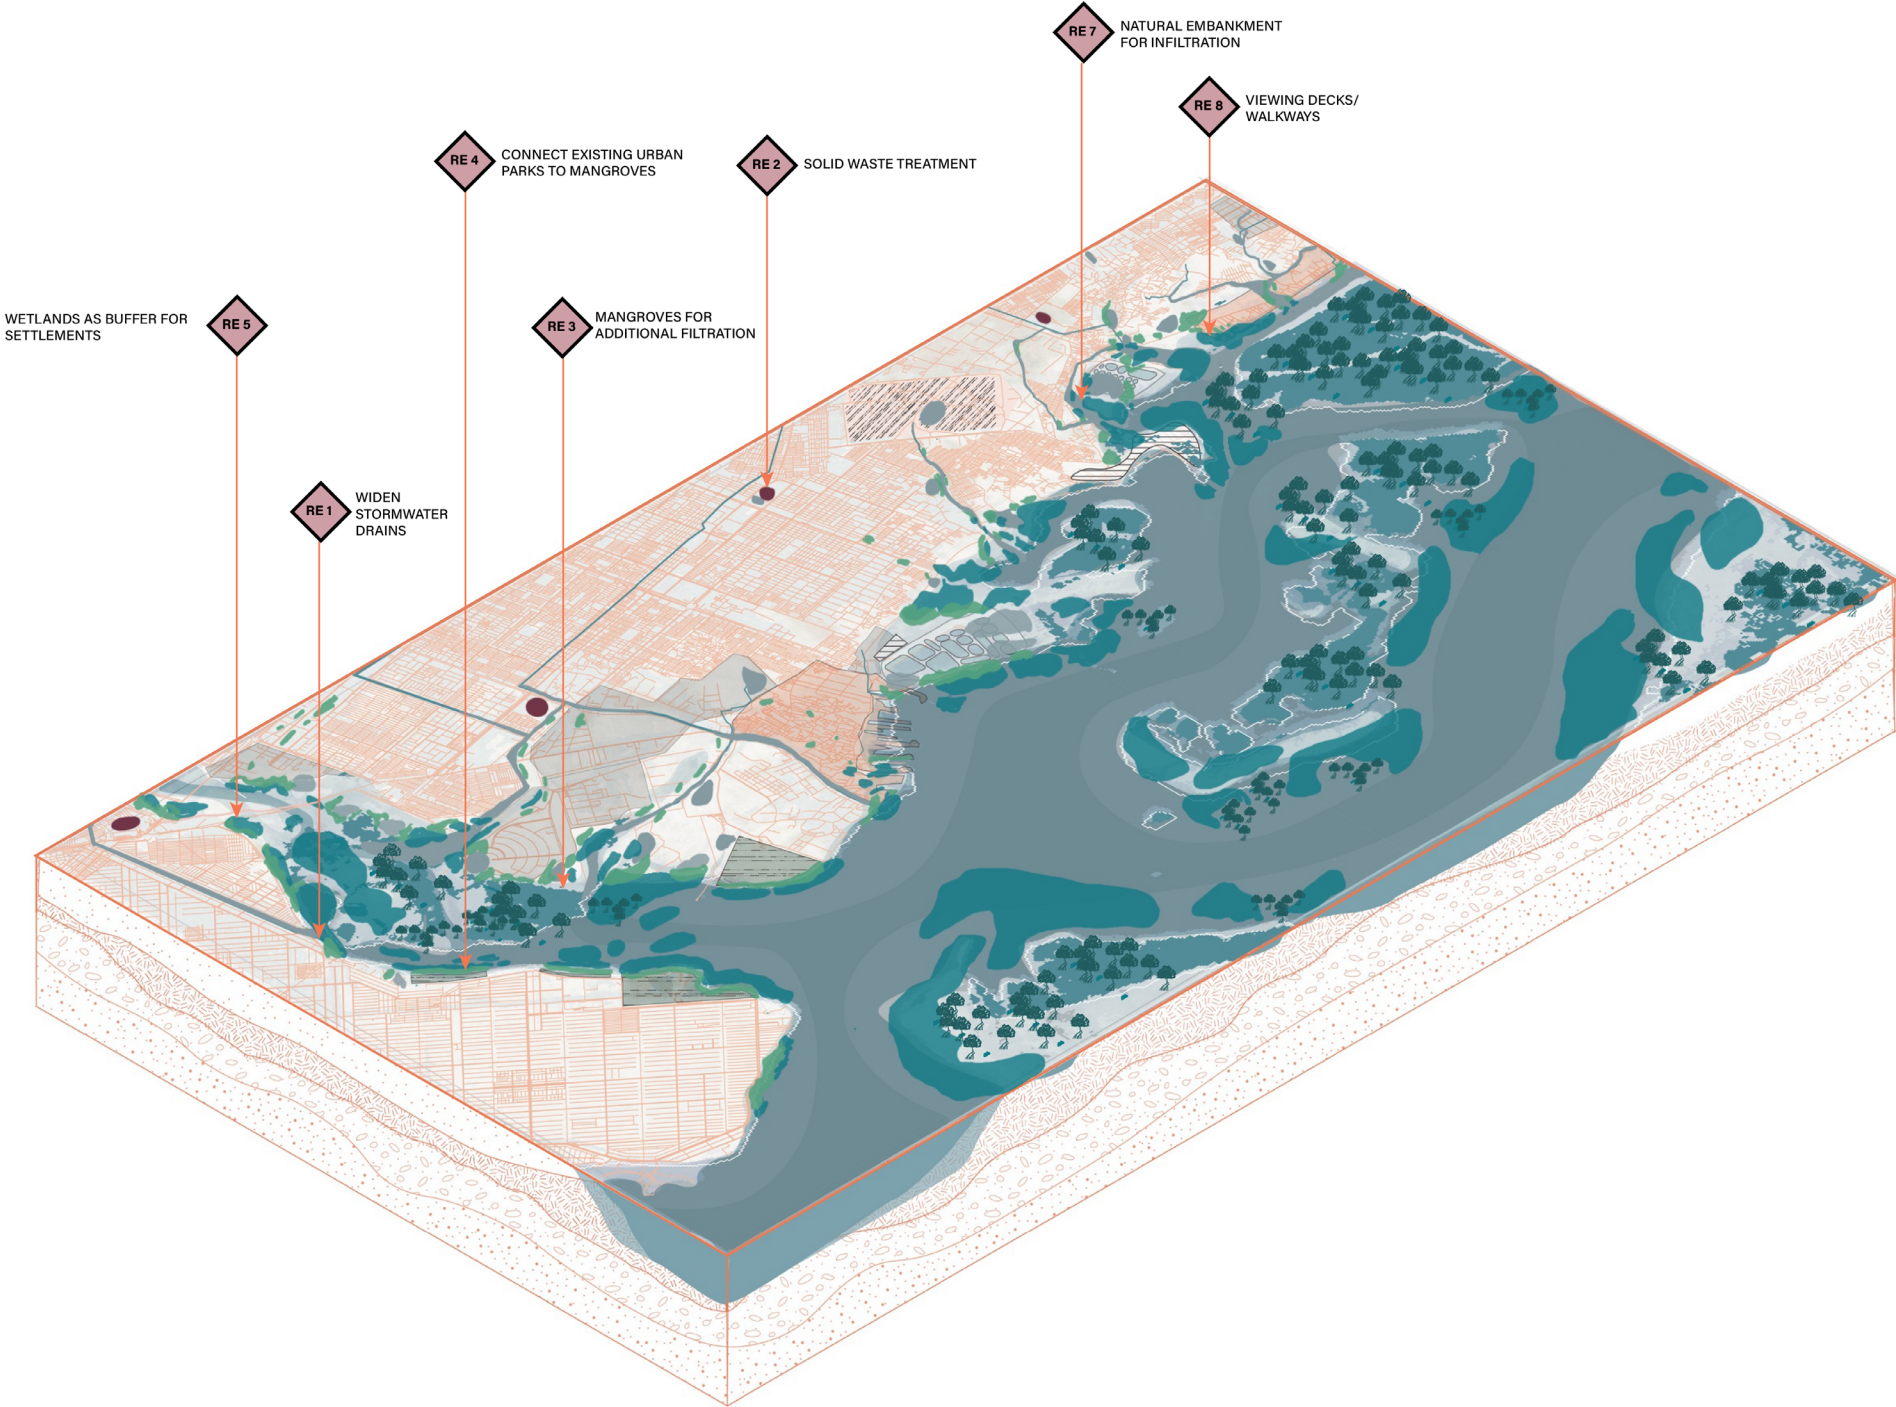 RE 7
NATURAL EMBANKMENT
FOR INFILTRATION
RE 8
VIEWING DECKS/
WALKWAYS
RE 4
CONNECT EXISTING URBAN
PARKS TO MANGROVES
RE 2
SOLID WASTE TREATMENT
WETLANDS AS BUFFER FOR
SETTLEMENTS
RE 5
RE 3
MANGROVES FOR
ADDITIONAL FILTRATION
RE 1
WIDEN
STORMWATER
DRAINS